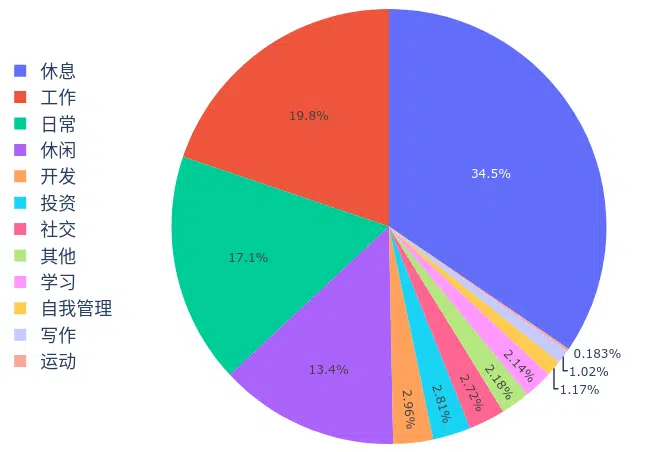 休息
工作
日常
休闲
开发
投资
社交
其他
学习
自我管理
写作
运动
19.8%
34.5%
17.1%
13.4%
2.96%
2.81%
2.72%
2.18%
2.14%
0.183%
1.02%
1.17%